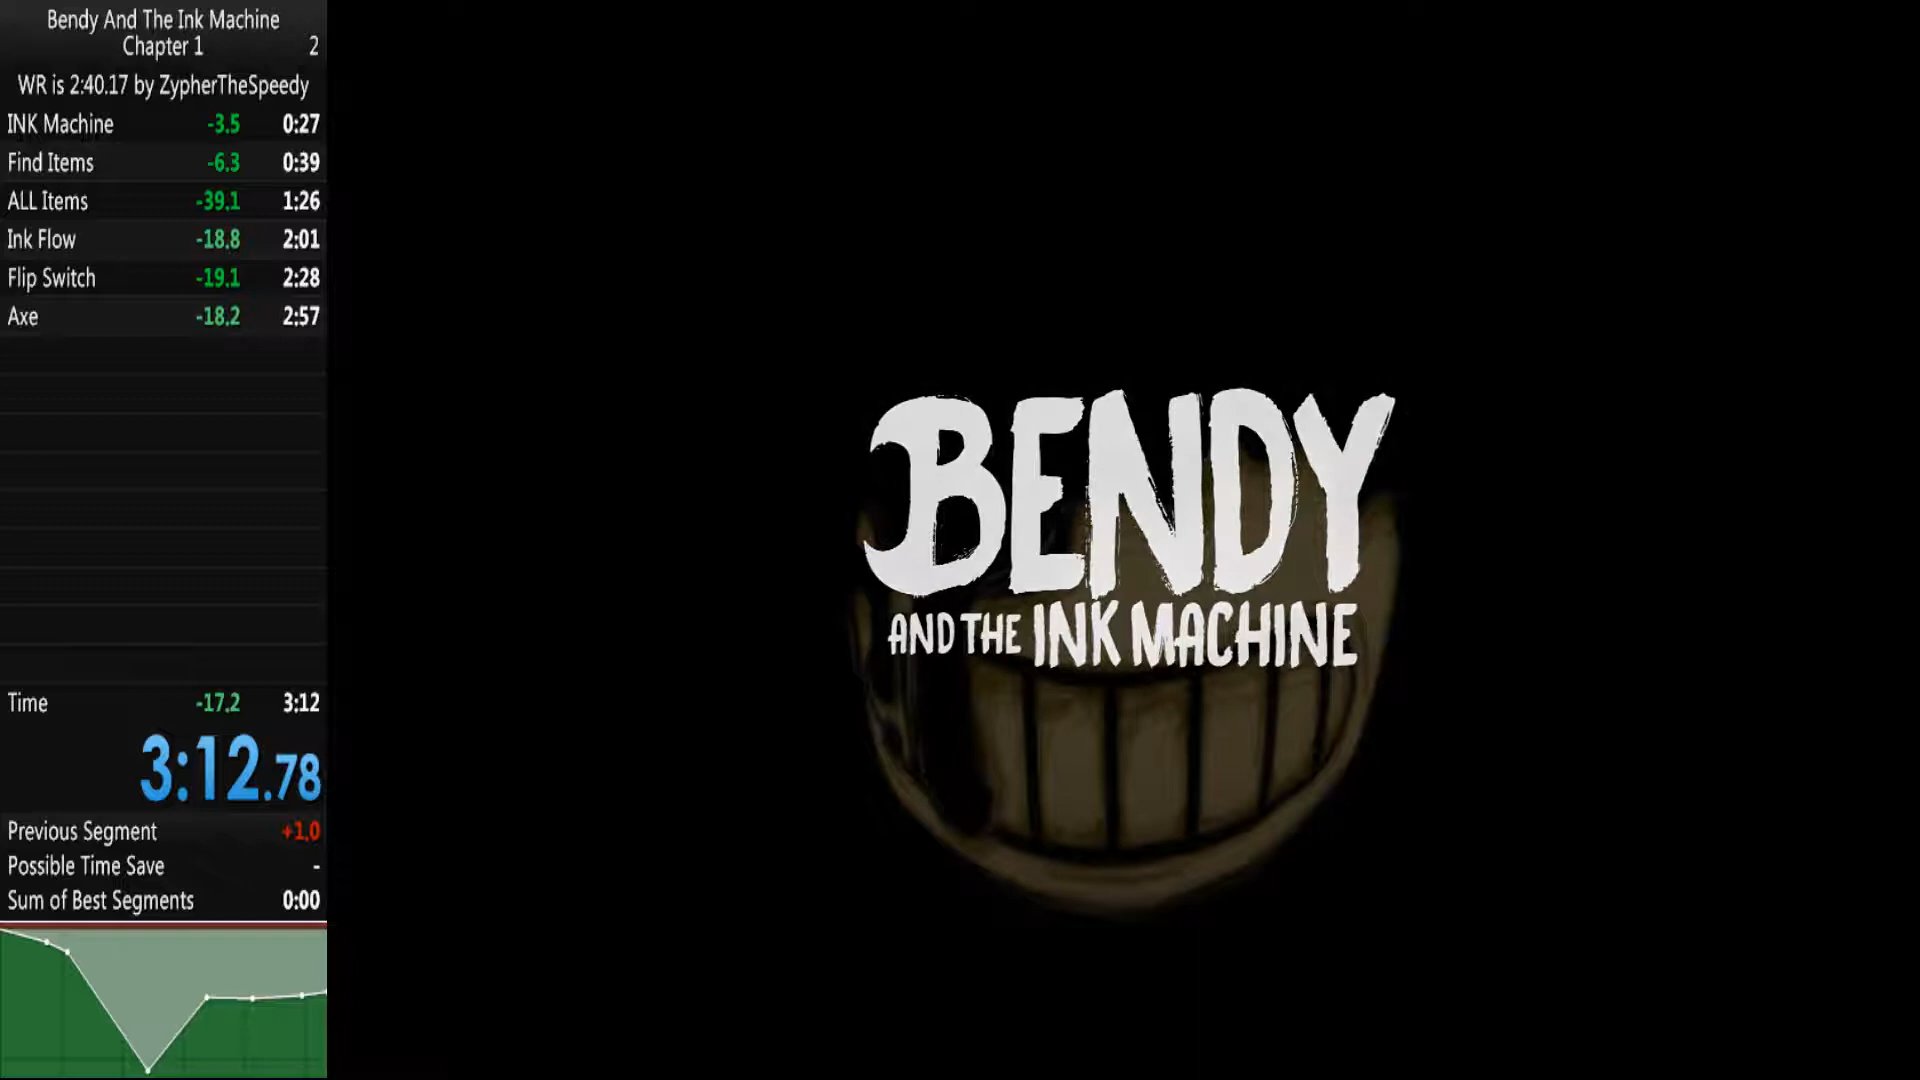 Bendy And The Ink Machine
Chapter 1 2
WR is 2:40.17 by ZypherTheSpeedy
INK Machine -3.5 0:27
Find Items -6.3 0:39
ALL Items -39.1 1:26
Ink Flow -18.8 2:01
Flip Switch -19.1 2:28
Axe -18.2 2:57
Time -17.2 3:12
3:12.78
Previous Segment +1.0
Possible Time Save -
Sum of Best Segments 0:00
BENDY
AND THE INK MACHINE